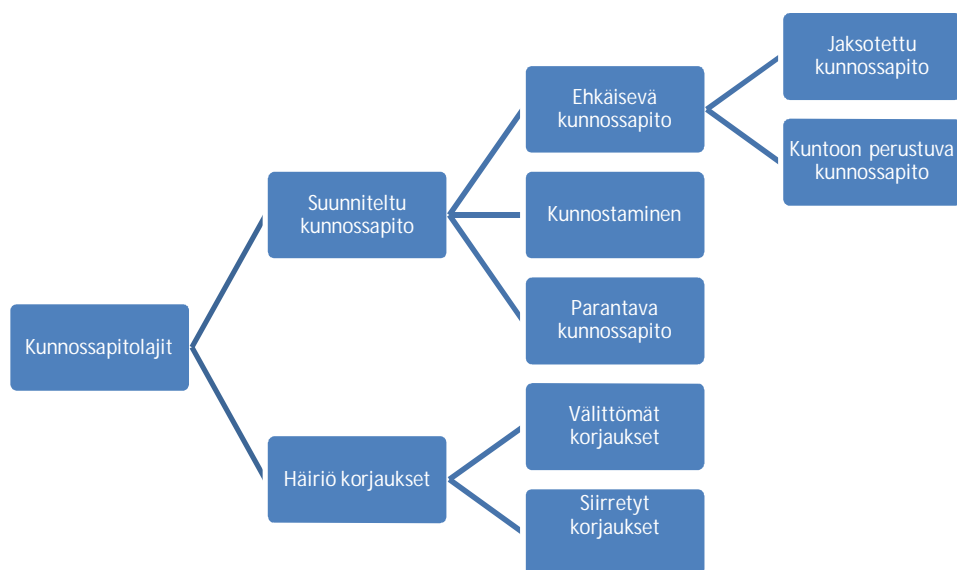 Jaksotettu
kunnossapito
Ehkäisevä
kunnossapito
Kuntoon perustuva
kunnossapito
Suunniteltu
kunnossapito
Kunnostaminen
Parantava
kunnossapito
Kunnossapitolajit
Välittömät
korjaukset
Häiriö korjaukset
Siirretyt
korjaukset